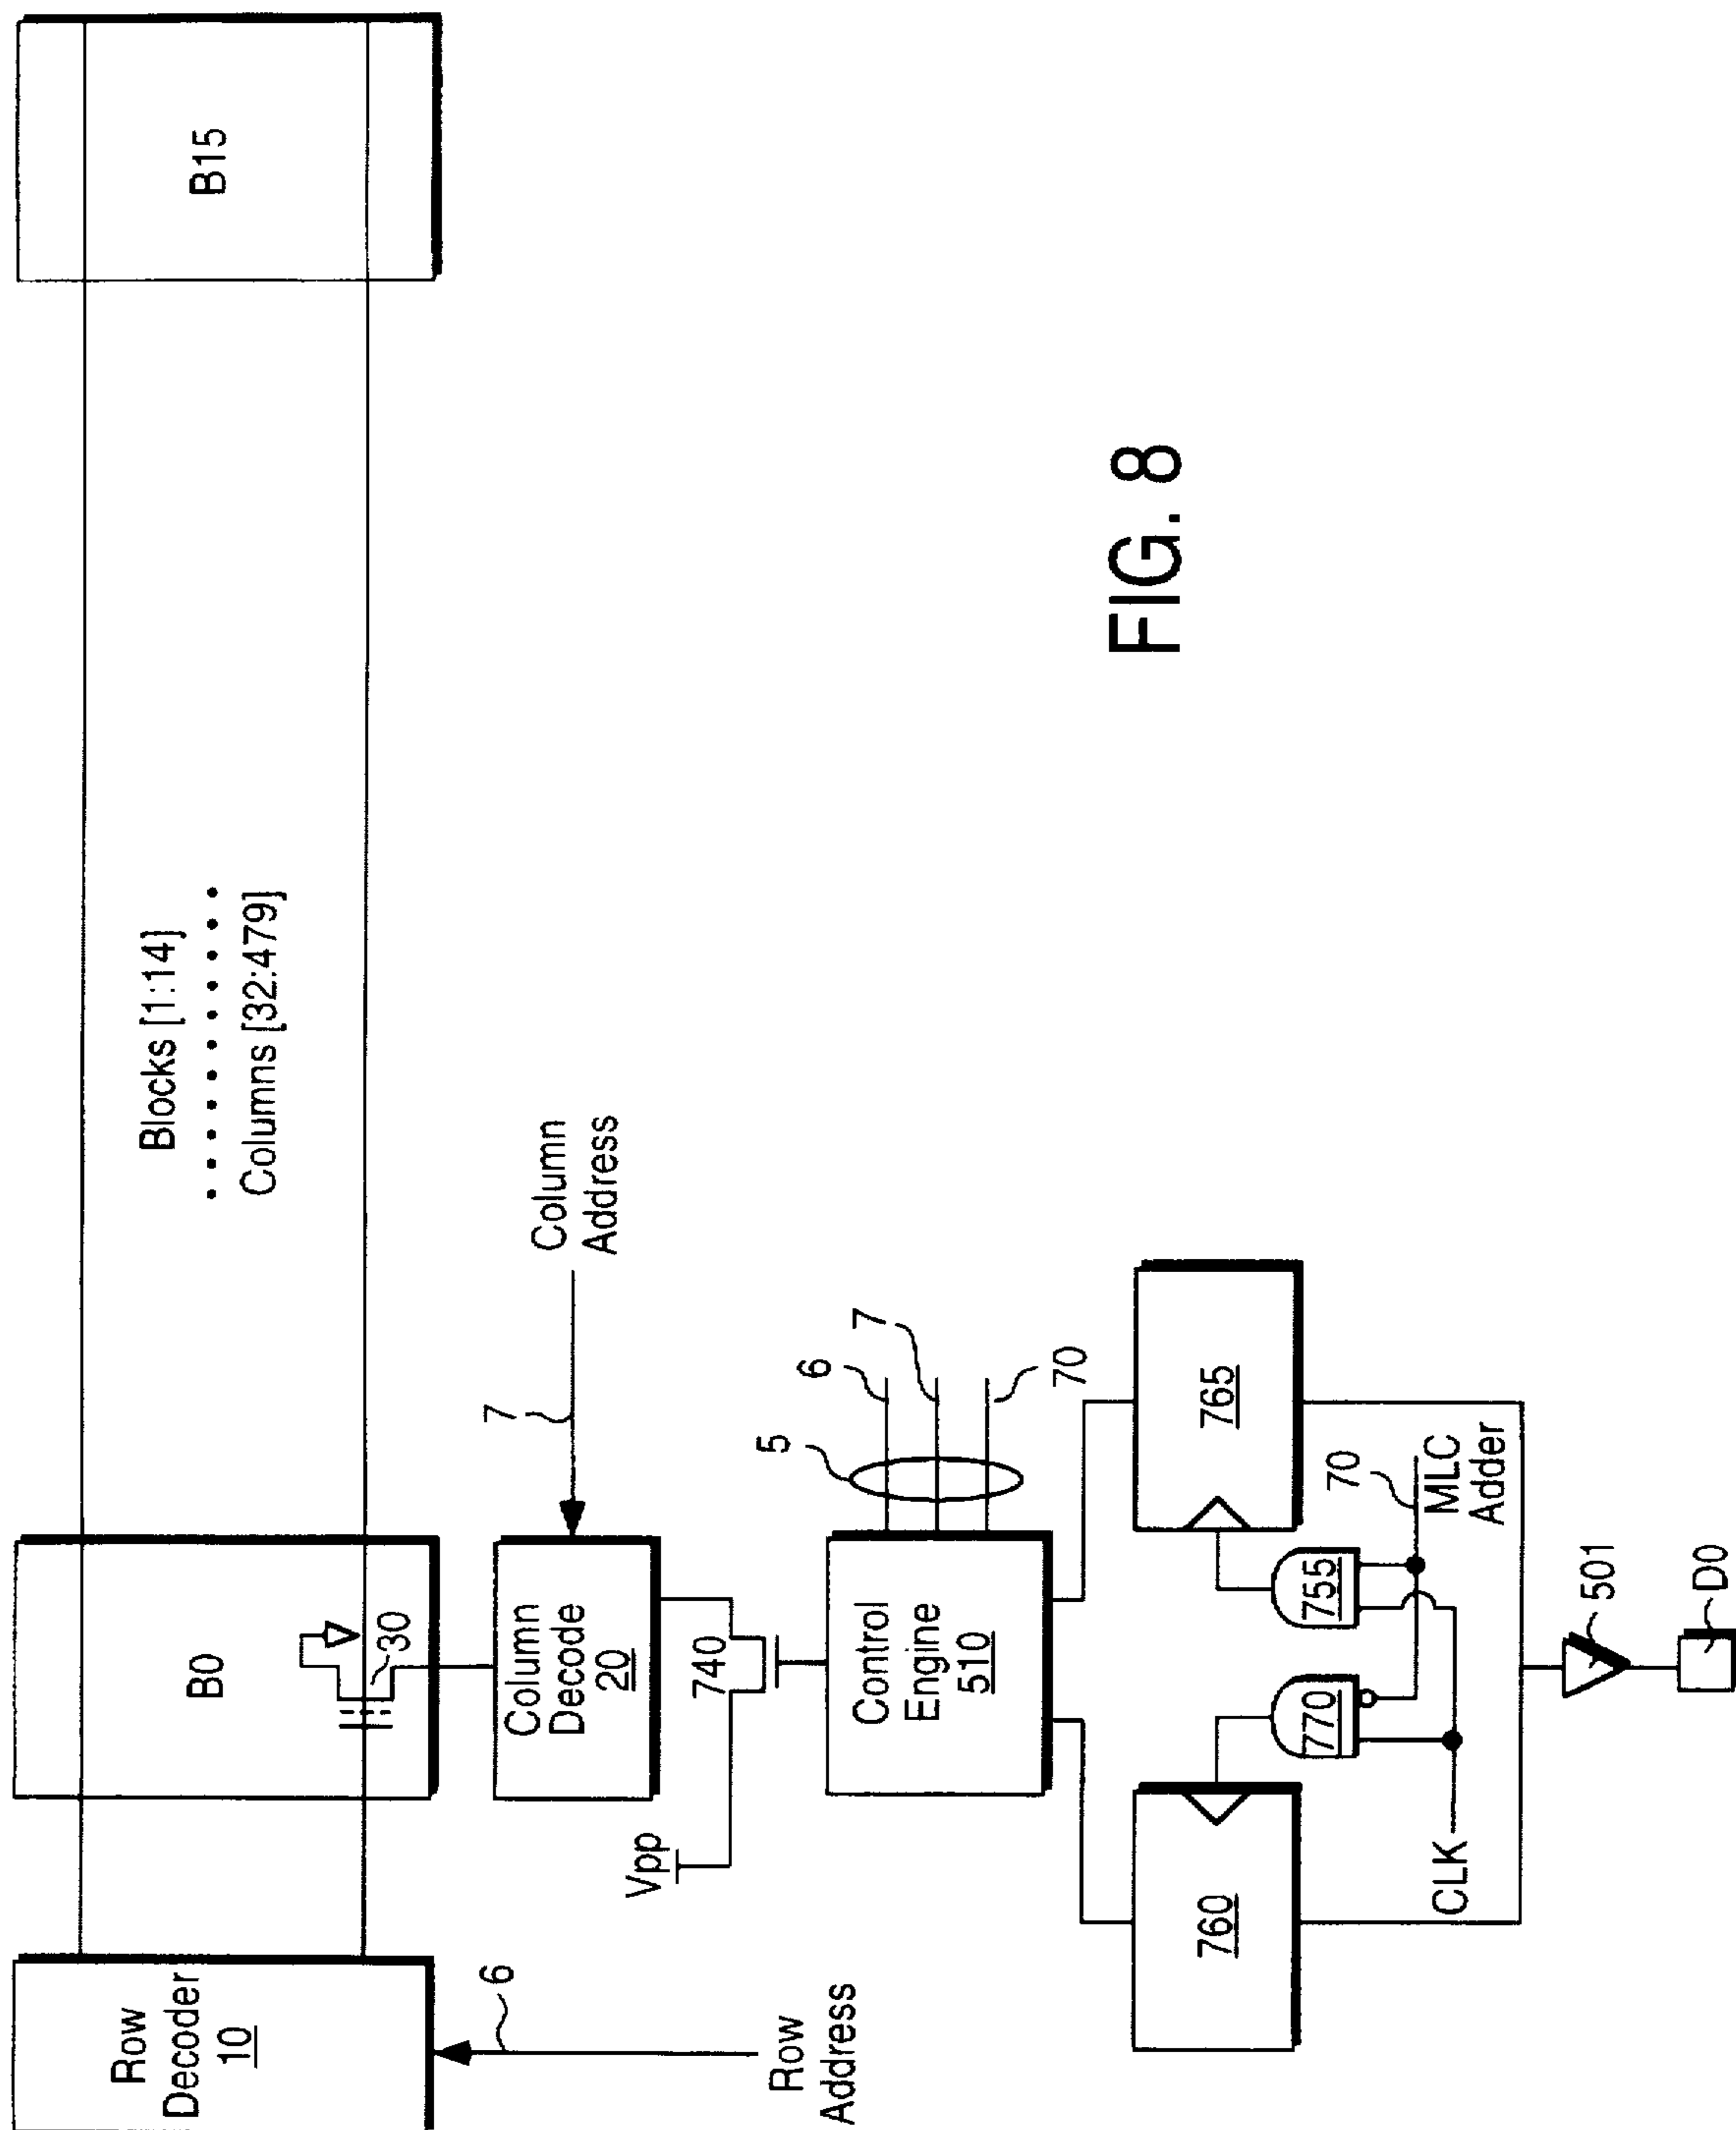 Row
Decoder
10
6
Row
Address
B0
30
Blocks [1:14]
Columns [32:479]
B15
Column
Decode
20
7
Column
Address
Vpp
740
Control
Engine
510
5
6
7
70
760
770
755
765
CLK
70
MLC
Adder
501
D0
FIG. 8